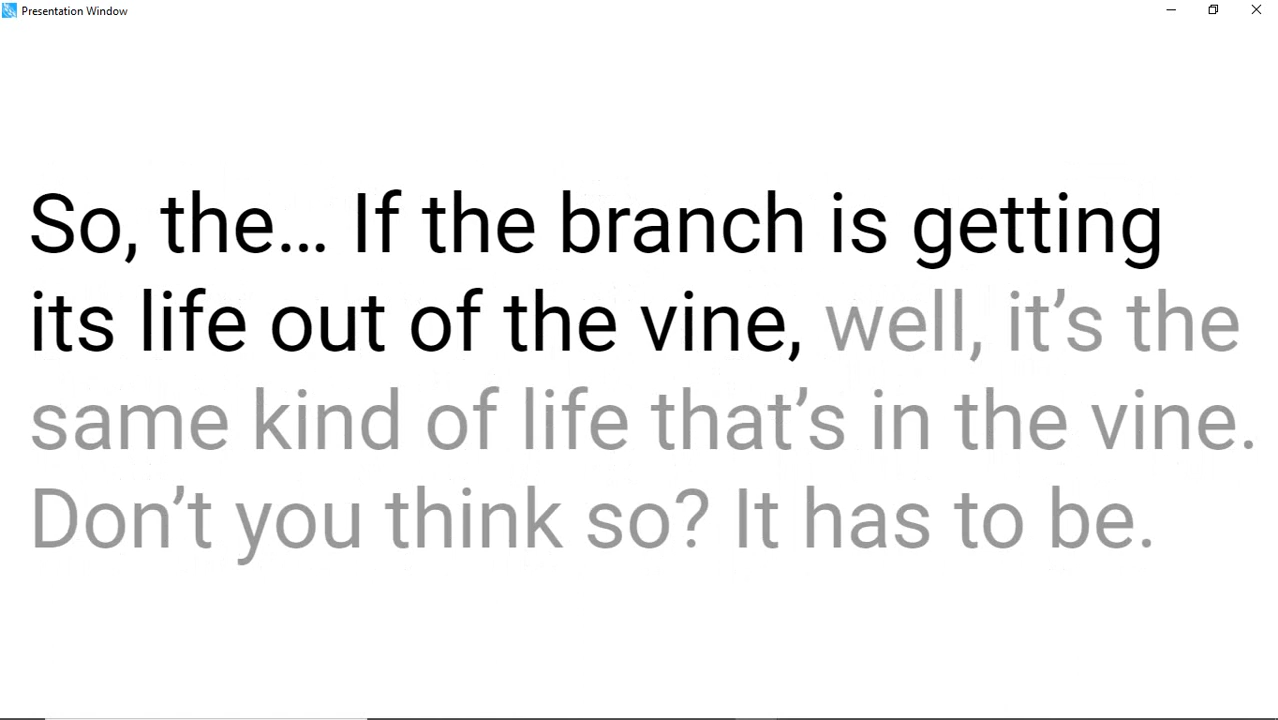 Presentation Window
So, the… If the branch is getting
its life out of the vine, well, it’s the
same kind of life that’s in the vine.
Don’t you think so? It has to be.